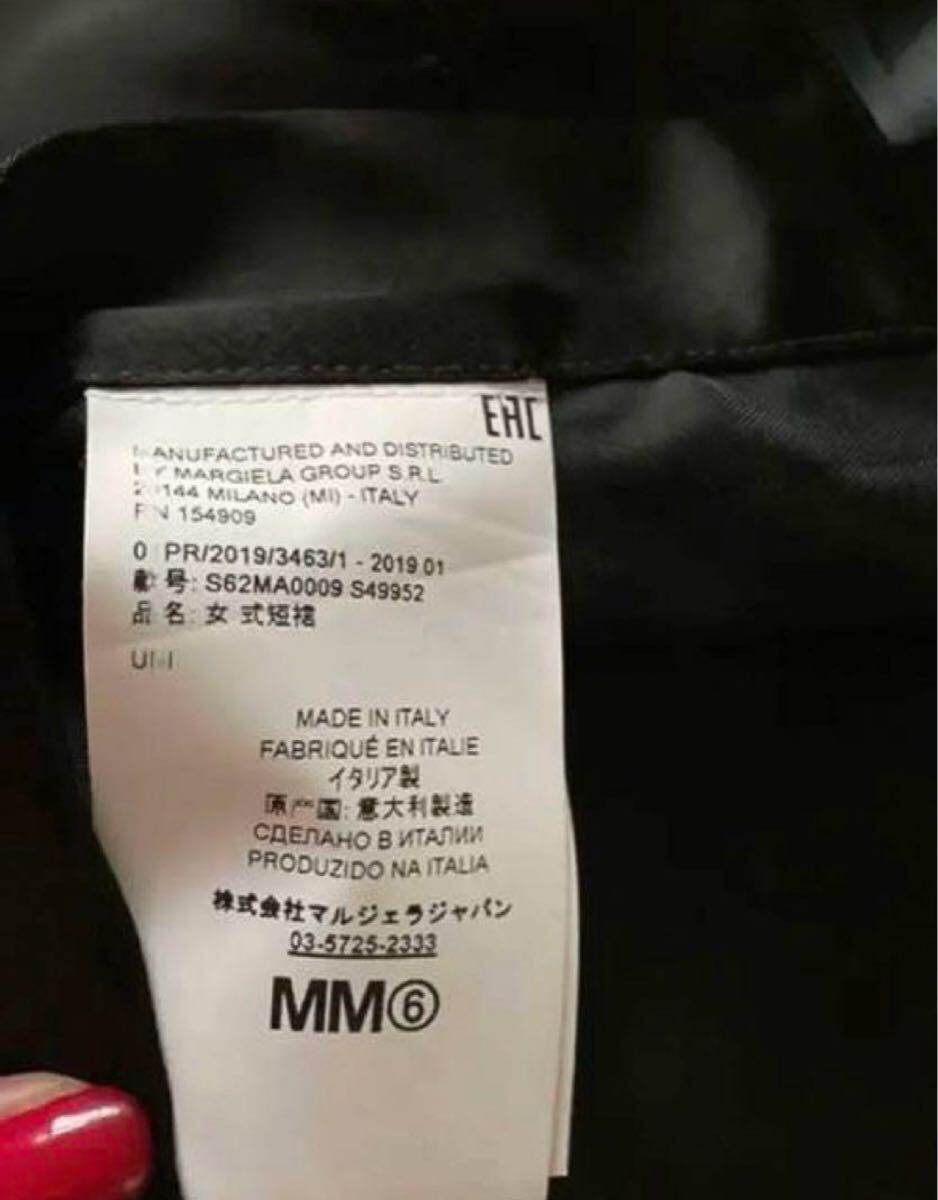 EAC
MANUFACTURED AND DISTRIBUTED
BY MARGIELA GROUP S.R.L.
20144 MILANO (MI) - ITALY
RN 154909
PR/2019/3463/1 - 2019 01
号: S62MA0009 S49952
品名: 女式短裙
MADE IN ITALY
FABRIQUÉ EN ITALIE
イタリア製
原产国: 意大利製造
СДЕЛАНО В ИТАЛИИ
PRODUZIDO NA ITALIA
株式会社マルジェラジャパン
03-5725-2333
MM⑥